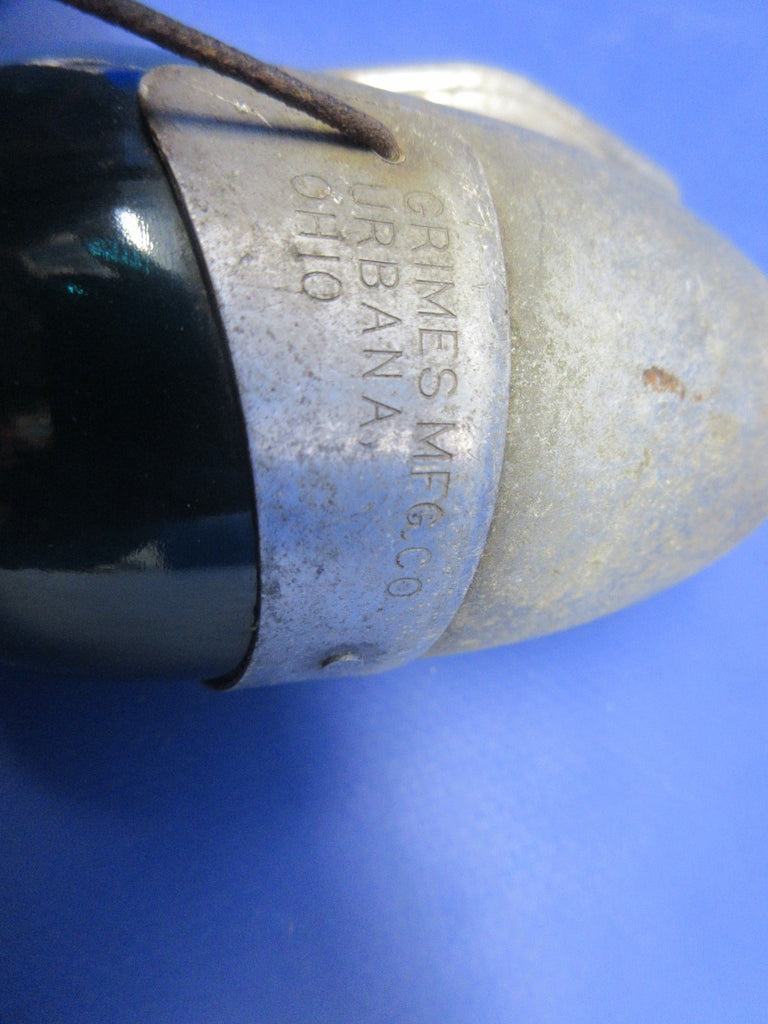 GRIMES MFG. CO
URBANA,
OHIO